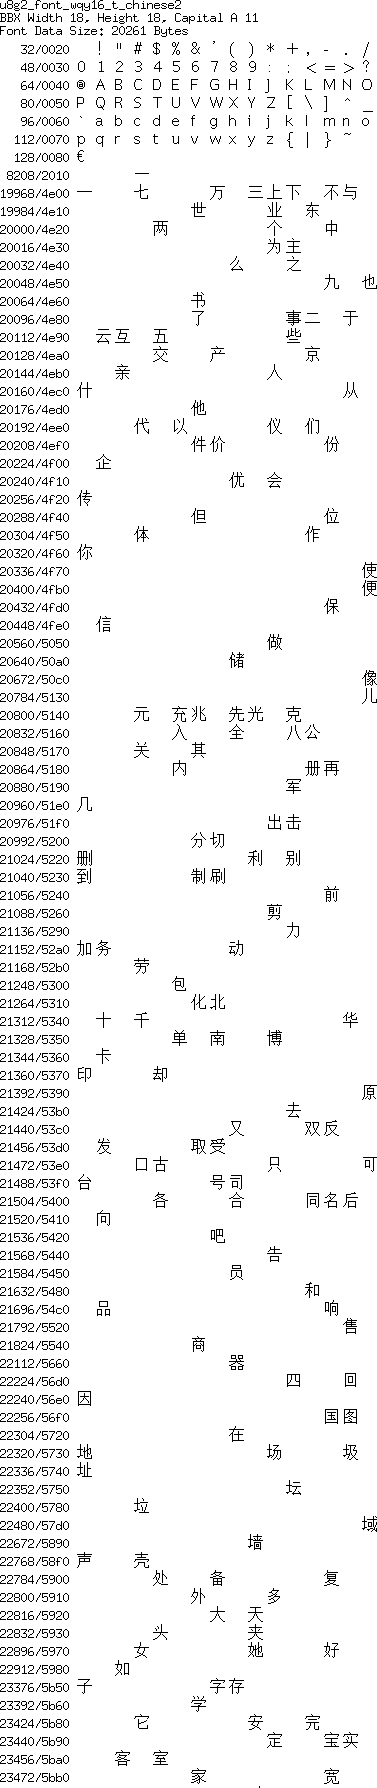 u8g2_font_wqy16_t_chinese2
BBX Width 18, Height 18, Capital A 11
Font Data Size: 20261 Bytes
32/0020 ! " # $ % & ' ( ) * + , - . /
48/0030 0 1 2 3 4 5 6 7 8 9 : ; < = > ?
64/0040 @ A B C D E F G H I J K L M N O
80/0050 P Q R S T U V W X Y Z [ \ ] ^ _
96/0060 ` a b c d e f g h i j k l m n o
112/0070 p q r s t u v w x y z { | } ~
128/0080 €
8208/2010 —
19968/4e00 一 七 万 三上下 不与
19984/4e10 世 业 东
20000/4e20 两 个 中
20016/4e30 为主
20032/4e40 么 之
20048/4e50 九 也
20064/4e60 书
20096/4e80 了 事二 于
20112/4e90 云互 五 些
20128/4ea0 交 产 京
20144/4eb0 亲 人
20160/4ec0 什 从
20176/4ed0 他
20192/4ee0 代 以 仪 们
20208/4ef0 件价 份
20224/4f00 企
20240/4f10 优 会
20256/4f20 传
20288/4f40 但 位
20304/4f50 体 作
20320/4f60 你
20336/4f70 使
20400/4fb0 便
20432/4fd0 保
20448/4fe0 信
20560/5050 做
20640/50a0 储
20672/50c0 像
20784/5130 儿
20800/5140 元 充兆 先光 克
20832/5160 入 全 八公
20848/5170 关 其
20864/5180 内 册再
20880/5190 军
20960/51e0 几
20976/51f0 出击
20992/5200 分切
21024/5220 删 利 别
21040/5230 到 制刷
21056/5240 前
21088/5260 剪
21136/5290 力
21152/52a0 加务 动
21168/52b0 劳
21248/5300 包
21264/5310 化北
21312/5340 十 千 华
21328/5350 单 南 博
21344/5360 卡
21360/5370 印 却
21392/5390 原
21424/53b0 去
21440/53c0 又 双反
21456/53d0 发 取受
21472/53e0 口古 只 可
21488/53f0 台 号司
21504/5400 各 合 同名后
21520/5410 向
21536/5420 吧
21568/5440 告
21584/5450 员
21632/5480 和
21696/54c0 品 响
21792/5520 售
21824/5540 商
22112/5660 器
22224/56d0 四 回
22240/56e0 因
22256/56f0 国图
22304/5720 在
22320/5730 地 场 圾
22336/5740 址
22352/5750 坛
22400/5780 垃
22480/57d0 域
22672/5890 墙
22768/58f0 声 壳
22784/5900 处 备 复
22800/5910 外 多
22816/5920 大 天
22832/5930 头 夹
22896/5970 女 她 好
22912/5980 如
23376/5b50 子 字存
23392/5b60 学
23424/5b80 它 安 完
23440/5b90 定 宝实
23456/5ba0 客 室
23472/5bb0 家 宽